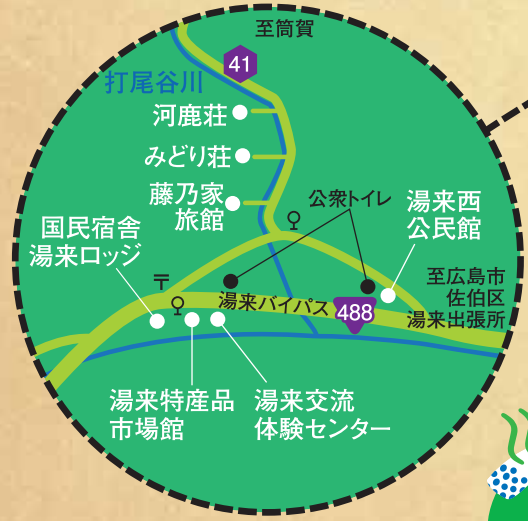 至筒賀
41
打尾谷川
河鹿荘
みどり荘
藤乃家
旅館
公衆トイレ
湯来西
公民館
国民宿舎
湯来ロッジ
〒
湯来バイパス
488
至広島市
佐伯区
湯来出張所
湯来特産品
市場館
湯来交流
体験センター